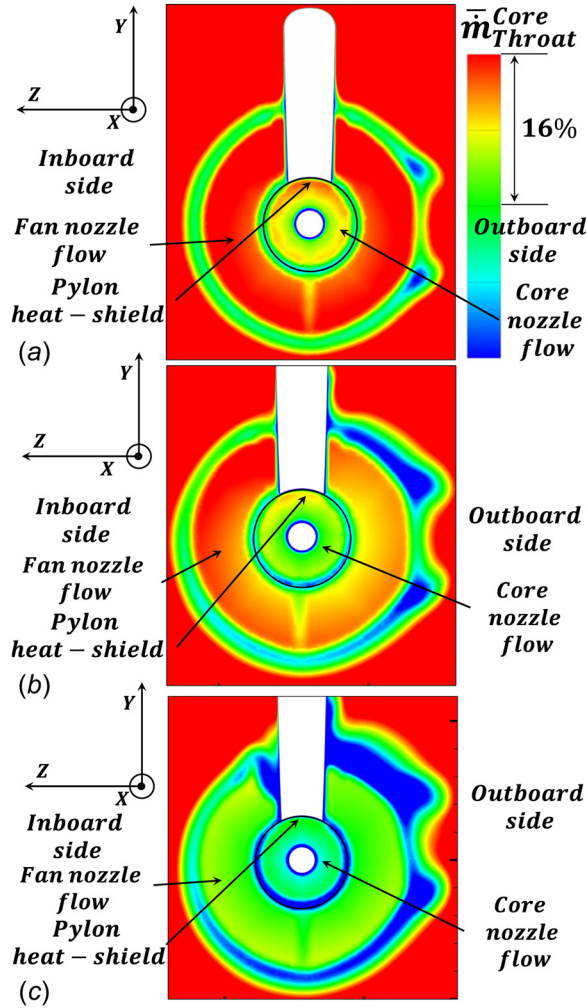 Y
Z
X
Inboard
side
Fan nozzle
flow
Pylon
heat-shield
(a)
ṁ̅ Core
Throat
16%
Outboard
side
Core
nozzle
flow
Y
Z
X
Inboard
side
Fan nozzle
flow
Pylon
heat-shield
(b)
Outboard
side
Core
nozzle
flow
Y
Z
X
Inboard
side
Fan nozzle
flow
Pylon
heat-shield
(c)
Outboard
side
Core
nozzle
flow